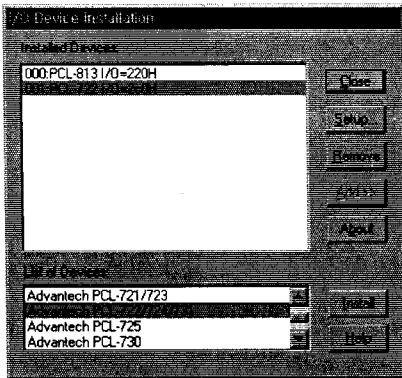 I/O Device Installation
Installed Devices:
000:PCL-813 I/O=220H
Close
Setup...
Remove
About
List of Devices:
Advantech PCL-721/723
Advantech PCL-725
Advantech PCL-730
Install
Help